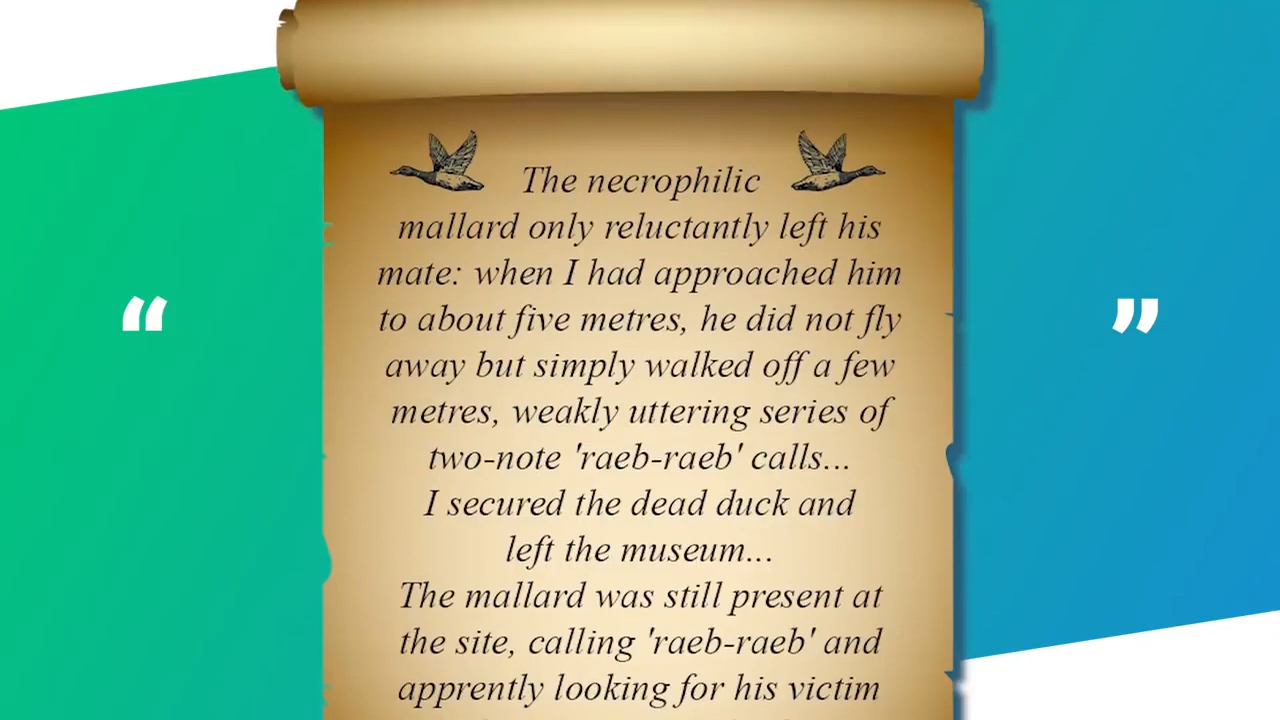 The necrophilic
mallard only reluctantly left his
mate: when I had approached him
to about five metres, he did not fly
away but simply walked off a few
metres, weakly uttering series of
“ ”
two-note 'raeb-raeb' calls...
I secured the dead duck and
left the museum...
The mallard was still present at
the site, calling 'raeb-raeb' and
apprently looking for his victim